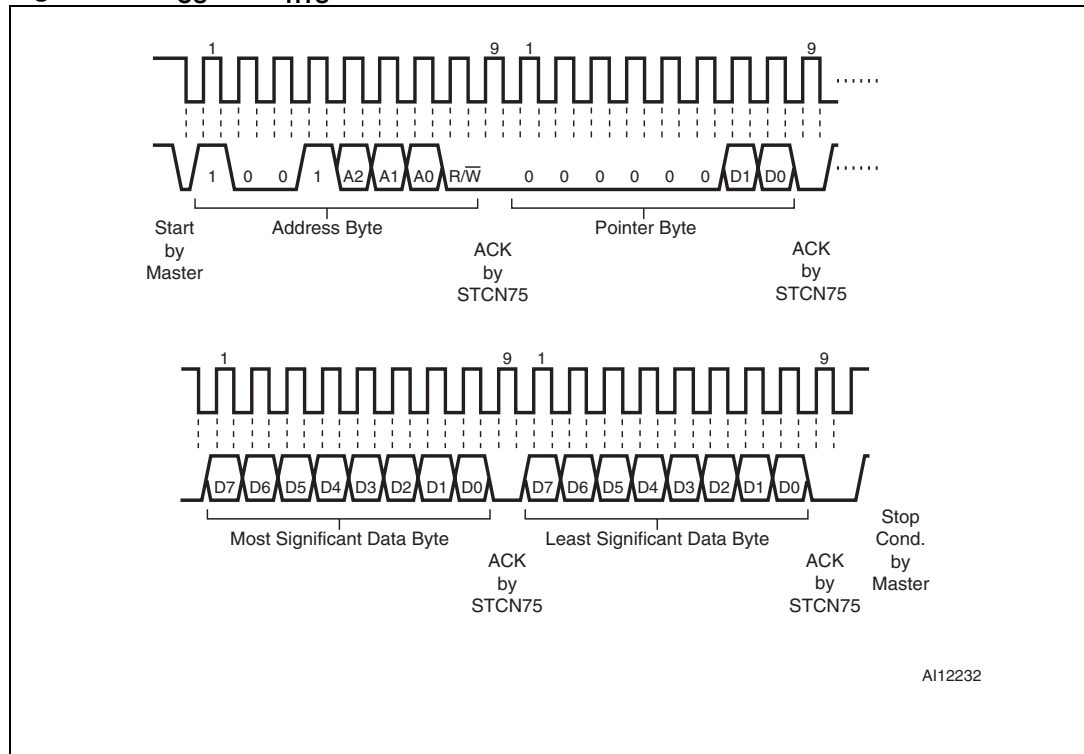 1 9 1 9
1 0 0 1 A2 A1 A0 R/W̅ 0 0 0 0 0 0 D1 D0
Address Byte Pointer Byte
Start
by
Master
ACK
by
STCN75
ACK
by
STCN75
1 9 1 9
D7 D6 D5 D4 D3 D2 D1 D0 D7 D6 D5 D4 D3 D2 D1 D0
Most Significant Data Byte Least Significant Data Byte
ACK
by
STCN75
ACK
by
STCN75
Stop
Cond.
by
Master
AI12232